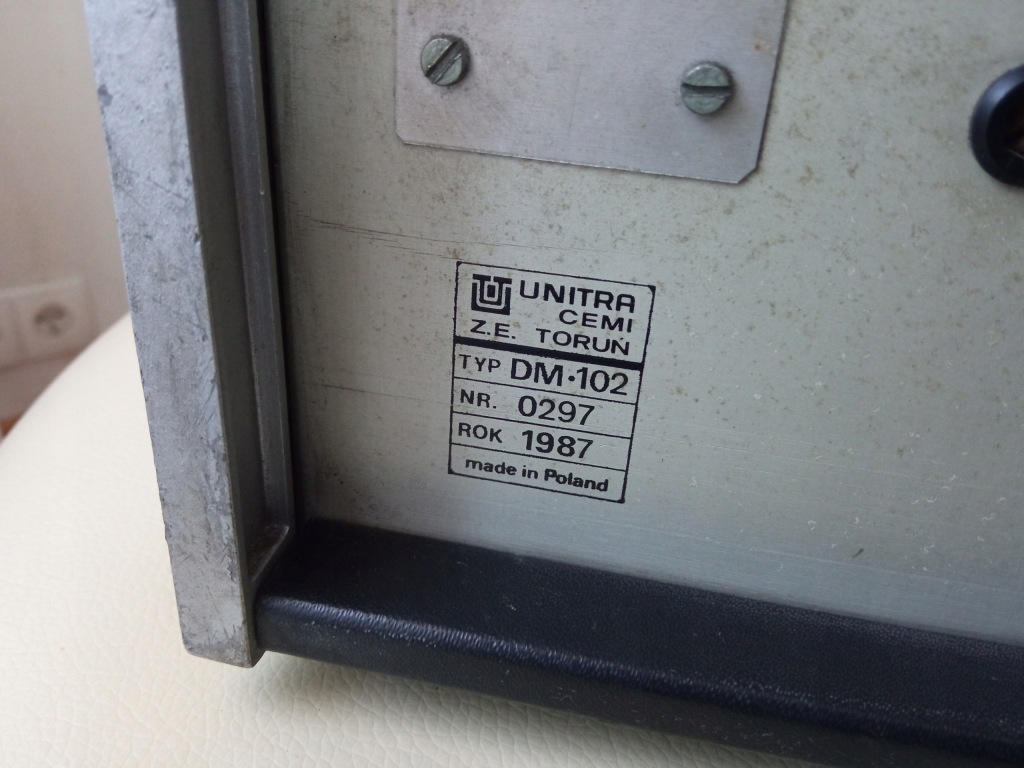 UNITRA
CEMI
Z.E. TORUŃ
TYP DM·102
NR. 0297
ROK 1987
made in Poland